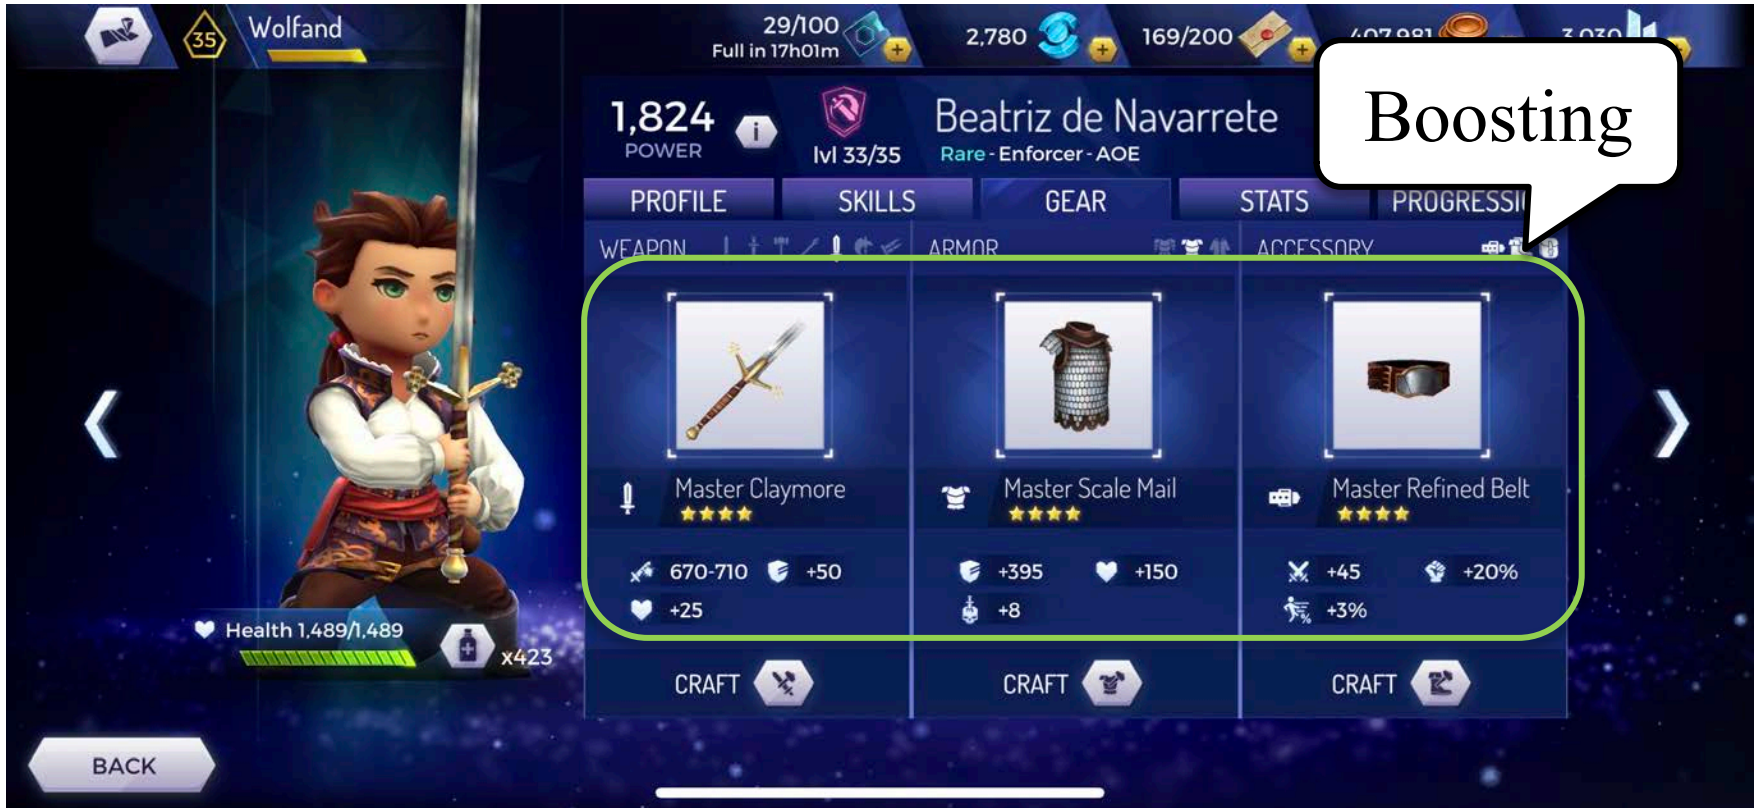 35 Wolfand
29/100
Full in 17h01m
2,780
169/200
Boosting
1,824
POWER
i
lvl 33/35
Beatriz de Navarrete
Rare - Enforcer - AOE
PROFILE SKILLS GEAR STATS
WEAPON ARMOR ACCESSORY
Master Claymore
Master Scale Mail
Master Refined Belt
670-710 +50
+25
+395 +150
+8
+45 +20%
+3%
Health 1,489/1,489
x423
CRAFT CRAFT CRAFT
BACK